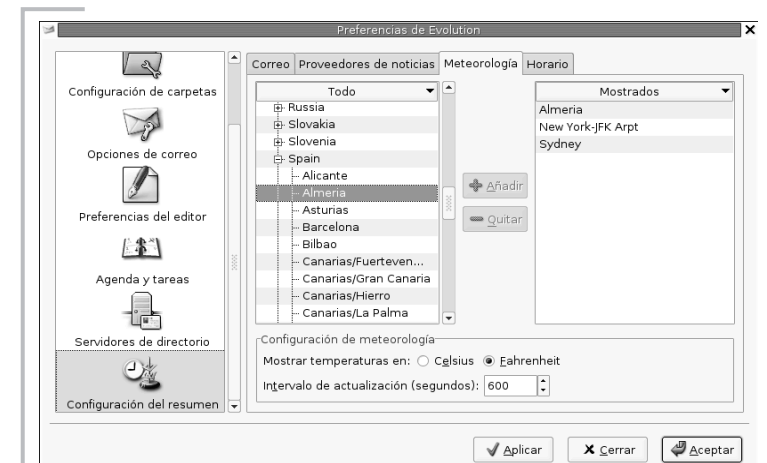 Preferencias de Evolution
Configuración de carpetas
Opciones de correo
Preferencias del editor
Agenda y tareas
Servidores de directorio
Configuración del resumen
Correo
Proveedores de noticias
Meteorología
Horario
Todo
Russia
Slovakia
Slovenia
Spain
Alicante
Almeria
Asturias
Barcelona
Bilbao
Canarias/Fuerteven...
Canarias/Gran Canaria
Canarias/Hierro
Canarias/La Palma
Añadir
Quitar
Mostrados
Almeria
New York-JFK Arpt
Sydney
Configuración de meteorología
Mostrar temperaturas en: Celsius Fahrenheit
Intervalo de actualización (segundos): 600
Aplicar
Cerrar
Aceptar